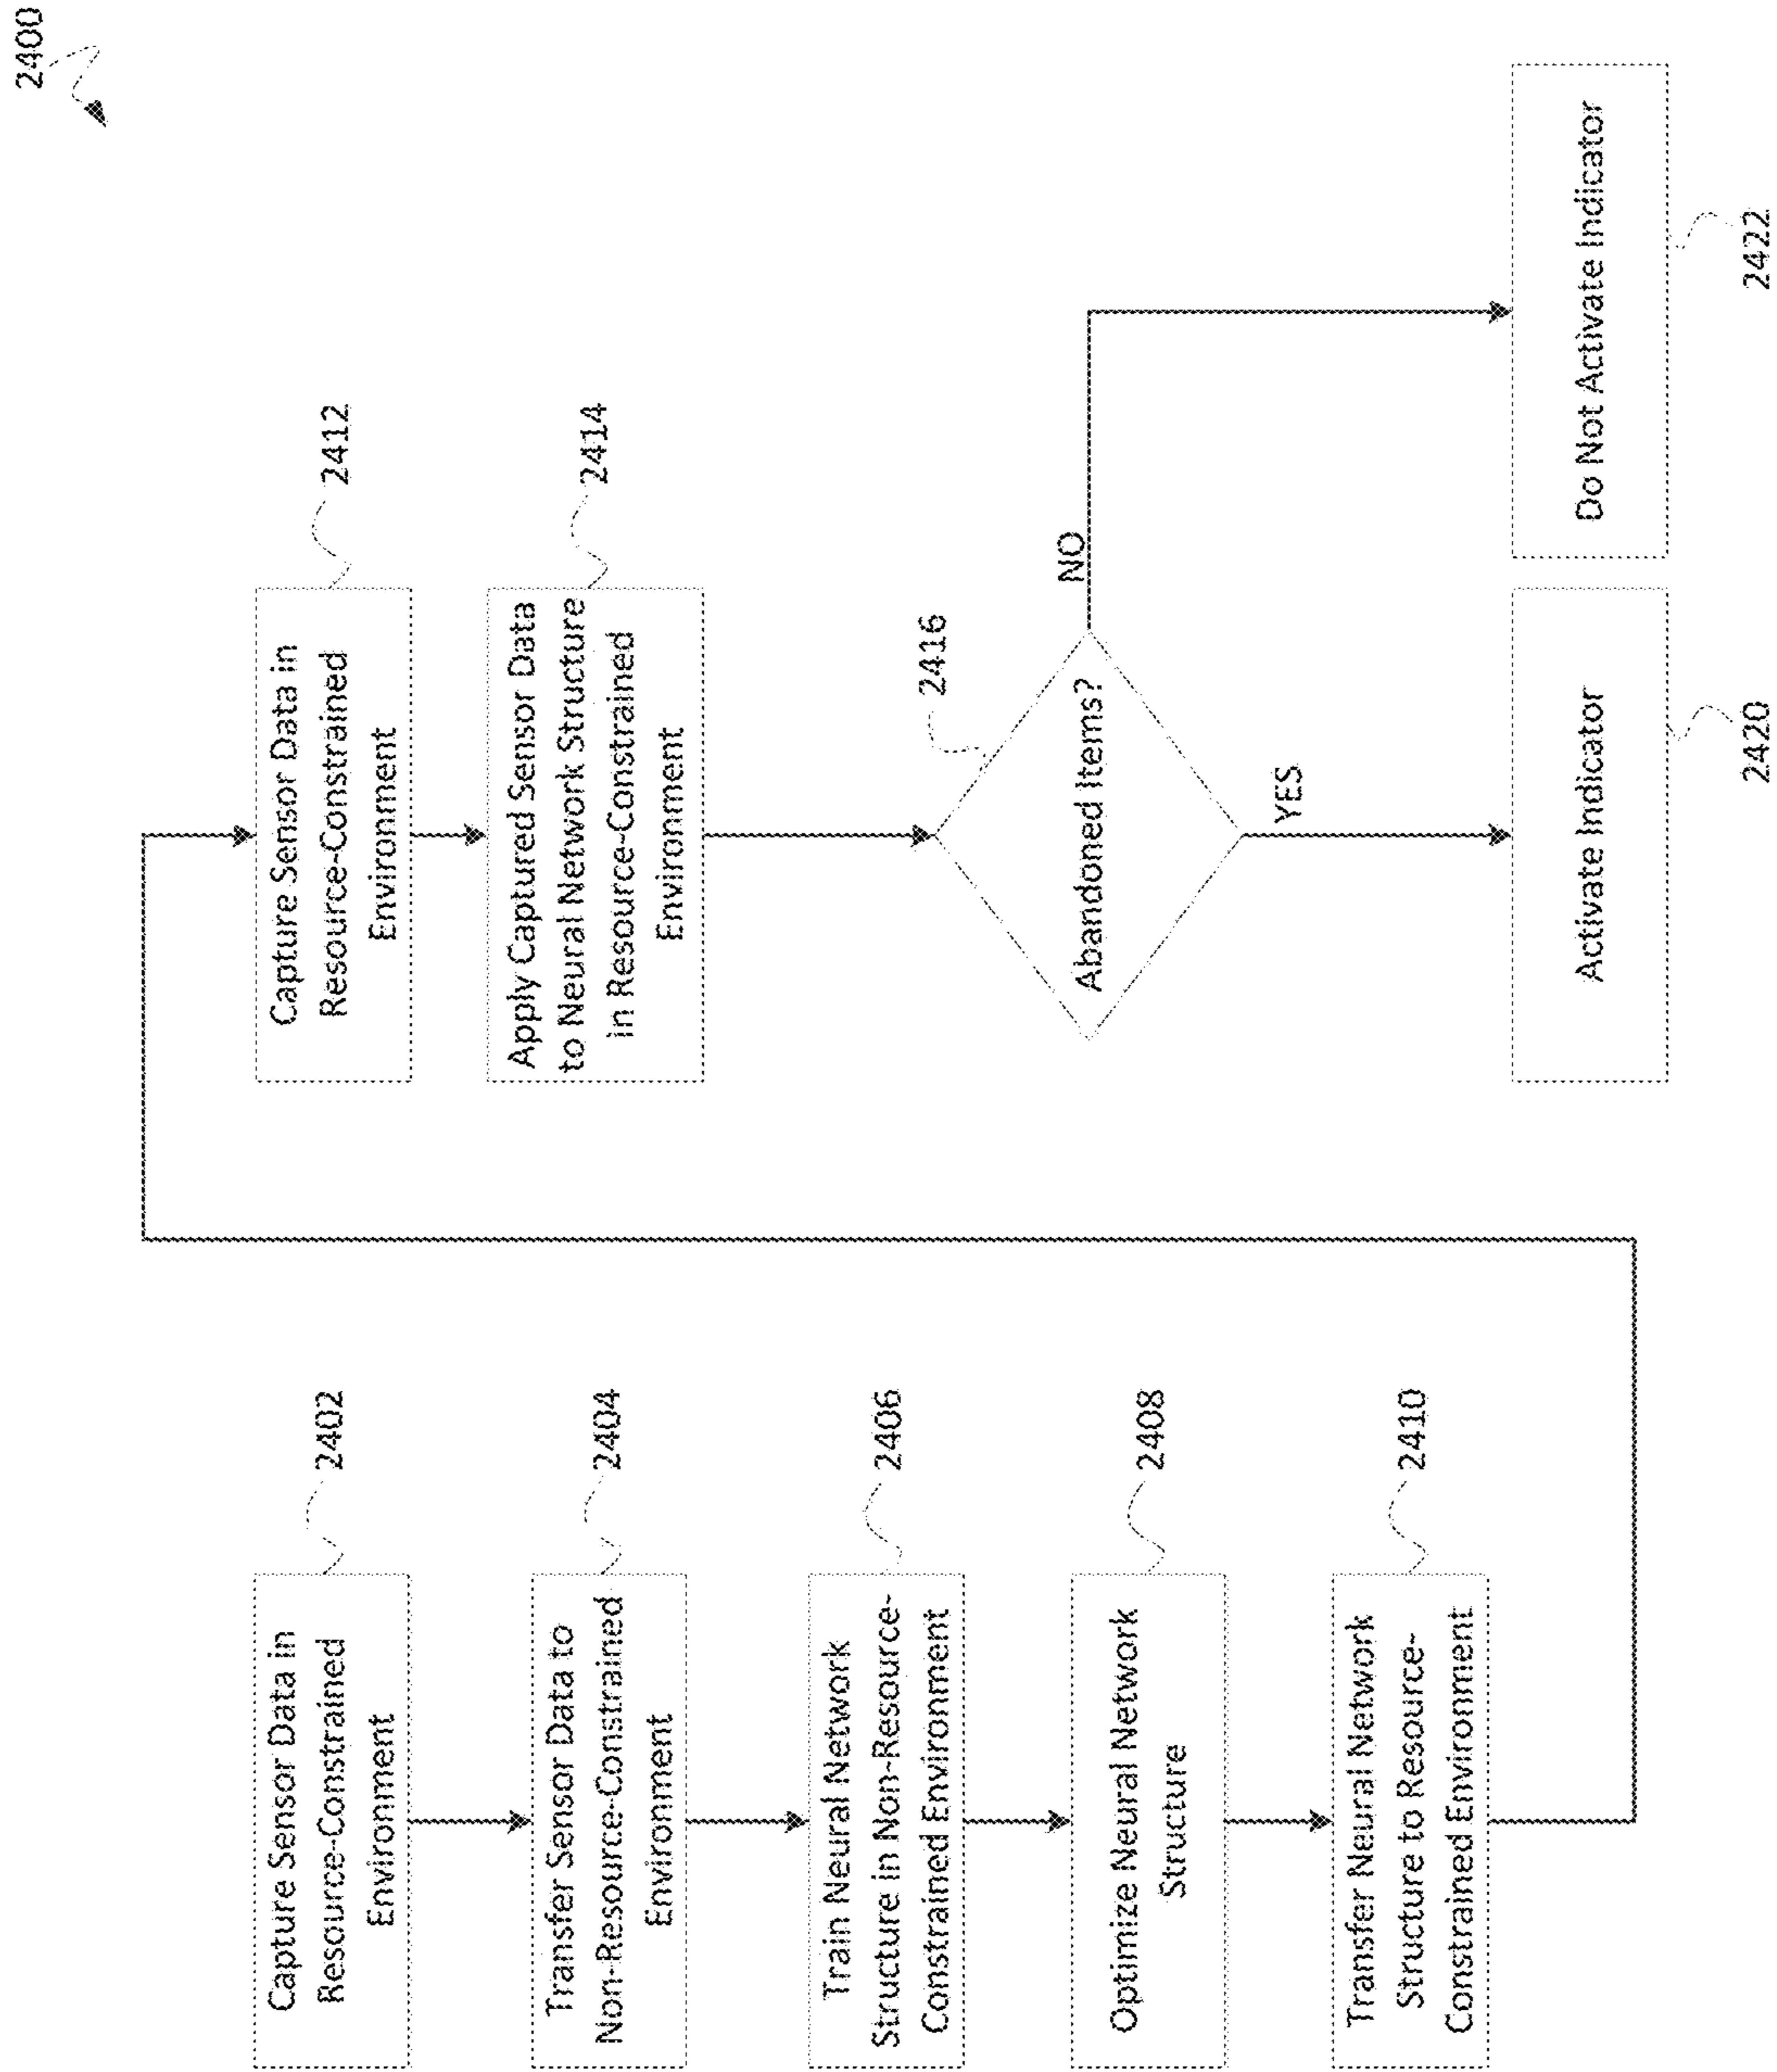 2400
Capture Sensor Data in
Resource-Constrained
Environment
2402
Transfer Sensor Data to
Non-Resource-Constrained
Environment
2404
Train Neural Network
Structure in Non-Resource-
Constrained Environment
2406
Optimize Neural Network
Structure
2408
Transfer Neural Network
Structure to Resource-
Constrained Environment
2410
Capture Sensor Data in
Resource-Constrained
Environment
2412
Apply Captured Sensor Data
to Neural Network Structure
in Resource-Constrained
Environment
2414
Abandoned Items?
2416
NO
YES
Activate Indicator
2420
Do Not Activate Indicator
2422